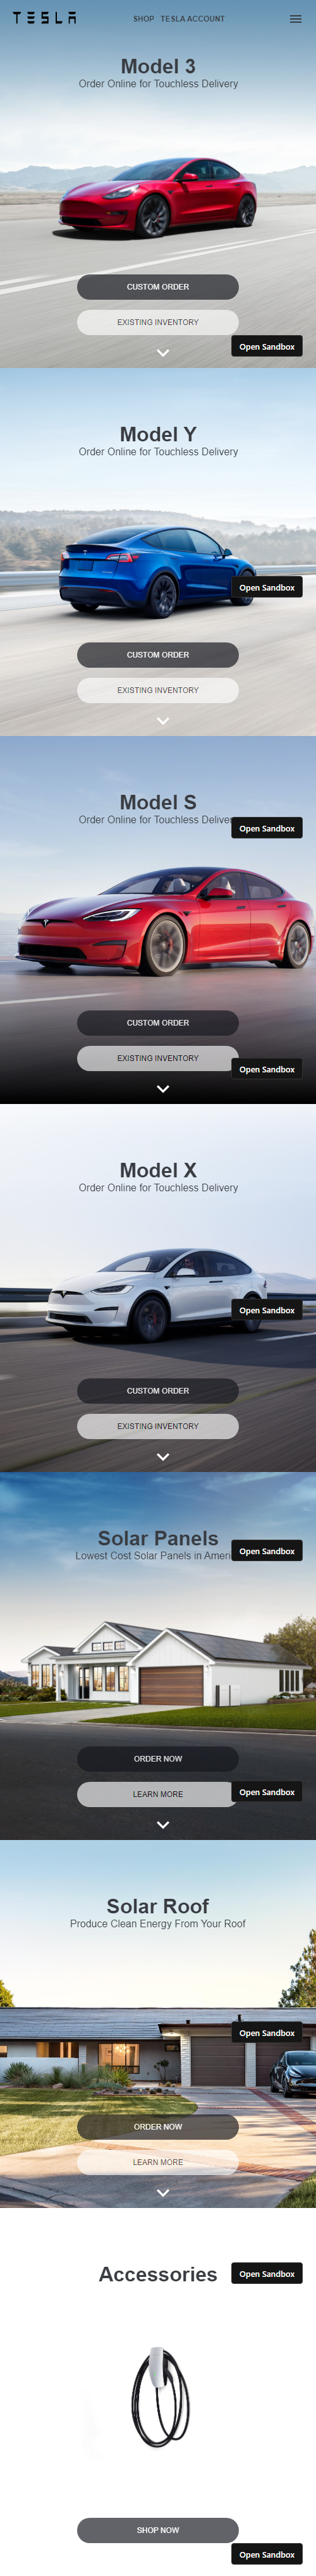 TESLA
SHOP TESLA ACCOUNT
Model 3
Order Online for Touchless Delivery
CUSTOM ORDER
EXISTING INVENTORY
Open Sandbox
Model Y
Order Online for Touchless Delivery
Open Sandbox
CUSTOM ORDER
EXISTING INVENTORY
Model S
Order Online for Touchless Deliver
Open Sandbox
CUSTOM ORDER
EXISTING INVENTORY
Open Sandbox
Model X
Order Online for Touchless Delivery
Open Sandbox
CUSTOM ORDER
EXISTING INVENTORY
Solar Panels
Lowest Cost Solar Panels in Ameri
Open Sandbox
ORDER NOW
LEARN MORE
Open Sandbox
Solar Roof
Produce Clean Energy From Your Roof
Open Sandbox
ORDER NOW
LEARN MORE
Accessories
Open Sandbox
SHOP NOW
Open Sandbox